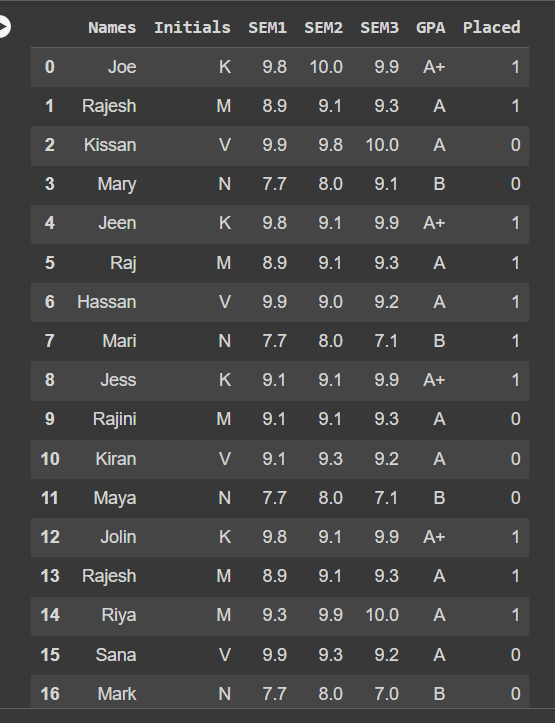 Names Initials SEM1 SEM2 SEM3 GPA Placed
0 Joe K 9.8 10.0 9.9 A+ 1
1 Rajesh M 8.9 9.1 9.3 A 1
2 Kissan V 9.9 9.8 10.0 A 0
3 Mary N 7.7 8.0 9.1 B 0
4 Jeen K 9.8 9.1 9.9 A+ 1
5 Raj M 8.9 9.1 9.3 A 1
6 Hassan V 9.9 9.0 9.2 A 1
7 Mari N 7.7 8.0 7.1 B 1
8 Jess K 9.1 9.1 9.9 A+ 1
9 Rajini M 9.1 9.1 9.3 A 0
10 Kiran V 9.1 9.3 9.2 A 0
11 Maya N 7.7 8.0 7.1 B 0
12 Jolin K 9.8 9.1 9.9 A+ 1
13 Rajesh M 8.9 9.1 9.3 A 1
14 Riya M 9.3 9.9 10.0 A 1
15 Sana V 9.9 9.3 9.2 A 0
16 Mark N 7.7 8.0 7.0 B 0